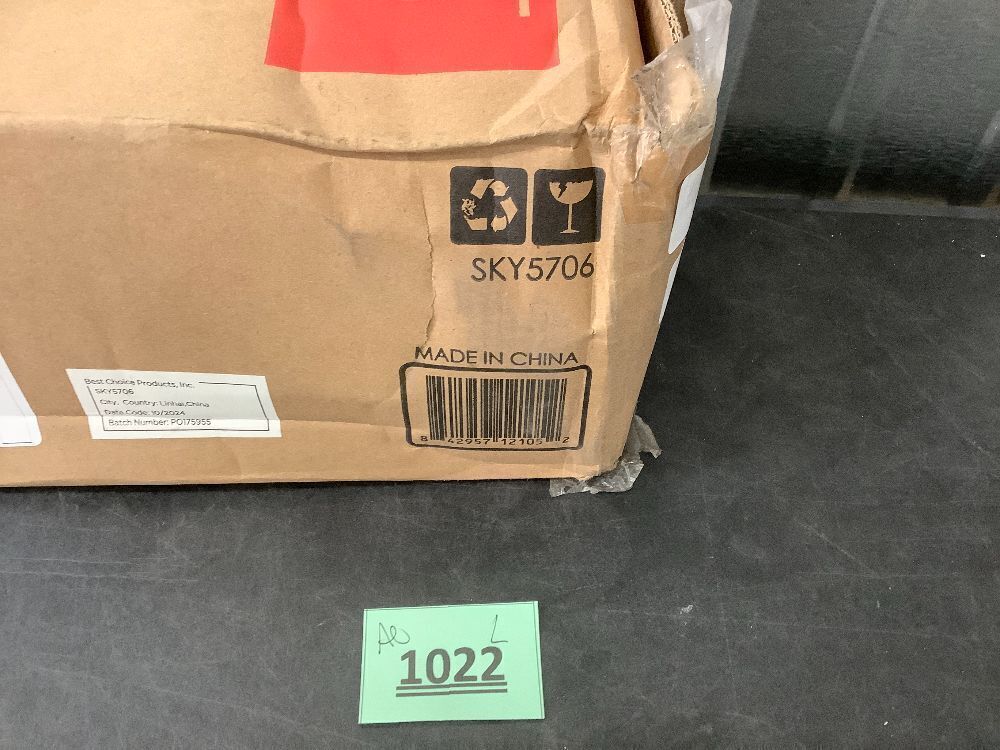 SKY5706
MADE IN CHINA
8 42957 12105 2
Best Choice Products, Inc.
SKY5706
City, Country: Linhai,China
Date Code: 10/2024
Batch Number: PO175955
L
1022